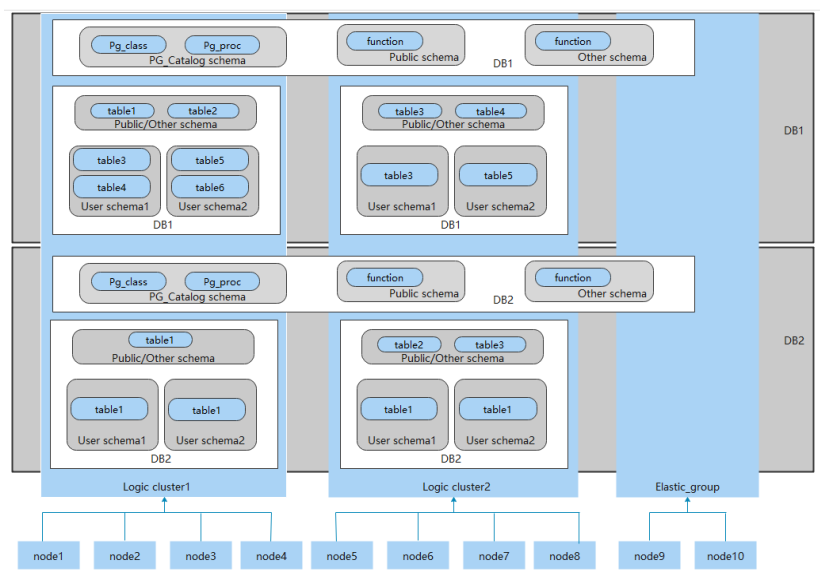 Pg_class
Pg_proc
PG_Catalog schema
function
Public schema
DB1
function
Other schema
table1
table2
Public/Other schema
table3
table4
User schema1
table5
table6
User schema2
DB1
table3
table4
Public/Other schema
table3
User schema1
table5
User schema2
DB1
DB1
Pg_class
Pg_proc
PG_Catalog schema
function
Public schema
DB2
function
Other schema
table1
Public/Other schema
table1
User schema1
table1
User schema2
DB2
table2
table3
Public/Other schema
table1
User schema1
table1
User schema2
DB2
DB2
Logic cluster1
Logic cluster2
Elastic_group
node1
node2
node3
node4
node5
node6
node7
node8
node9
node10